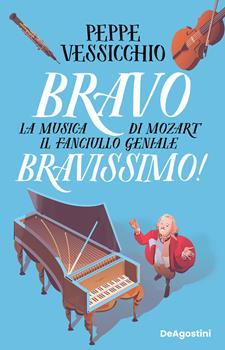 PEPPE
VESSICCHIO
BRAVO
LA MUSICA DI MOZART
IL FANCIULLO GENIALE
BRAVISSIMO!
DeAgostini